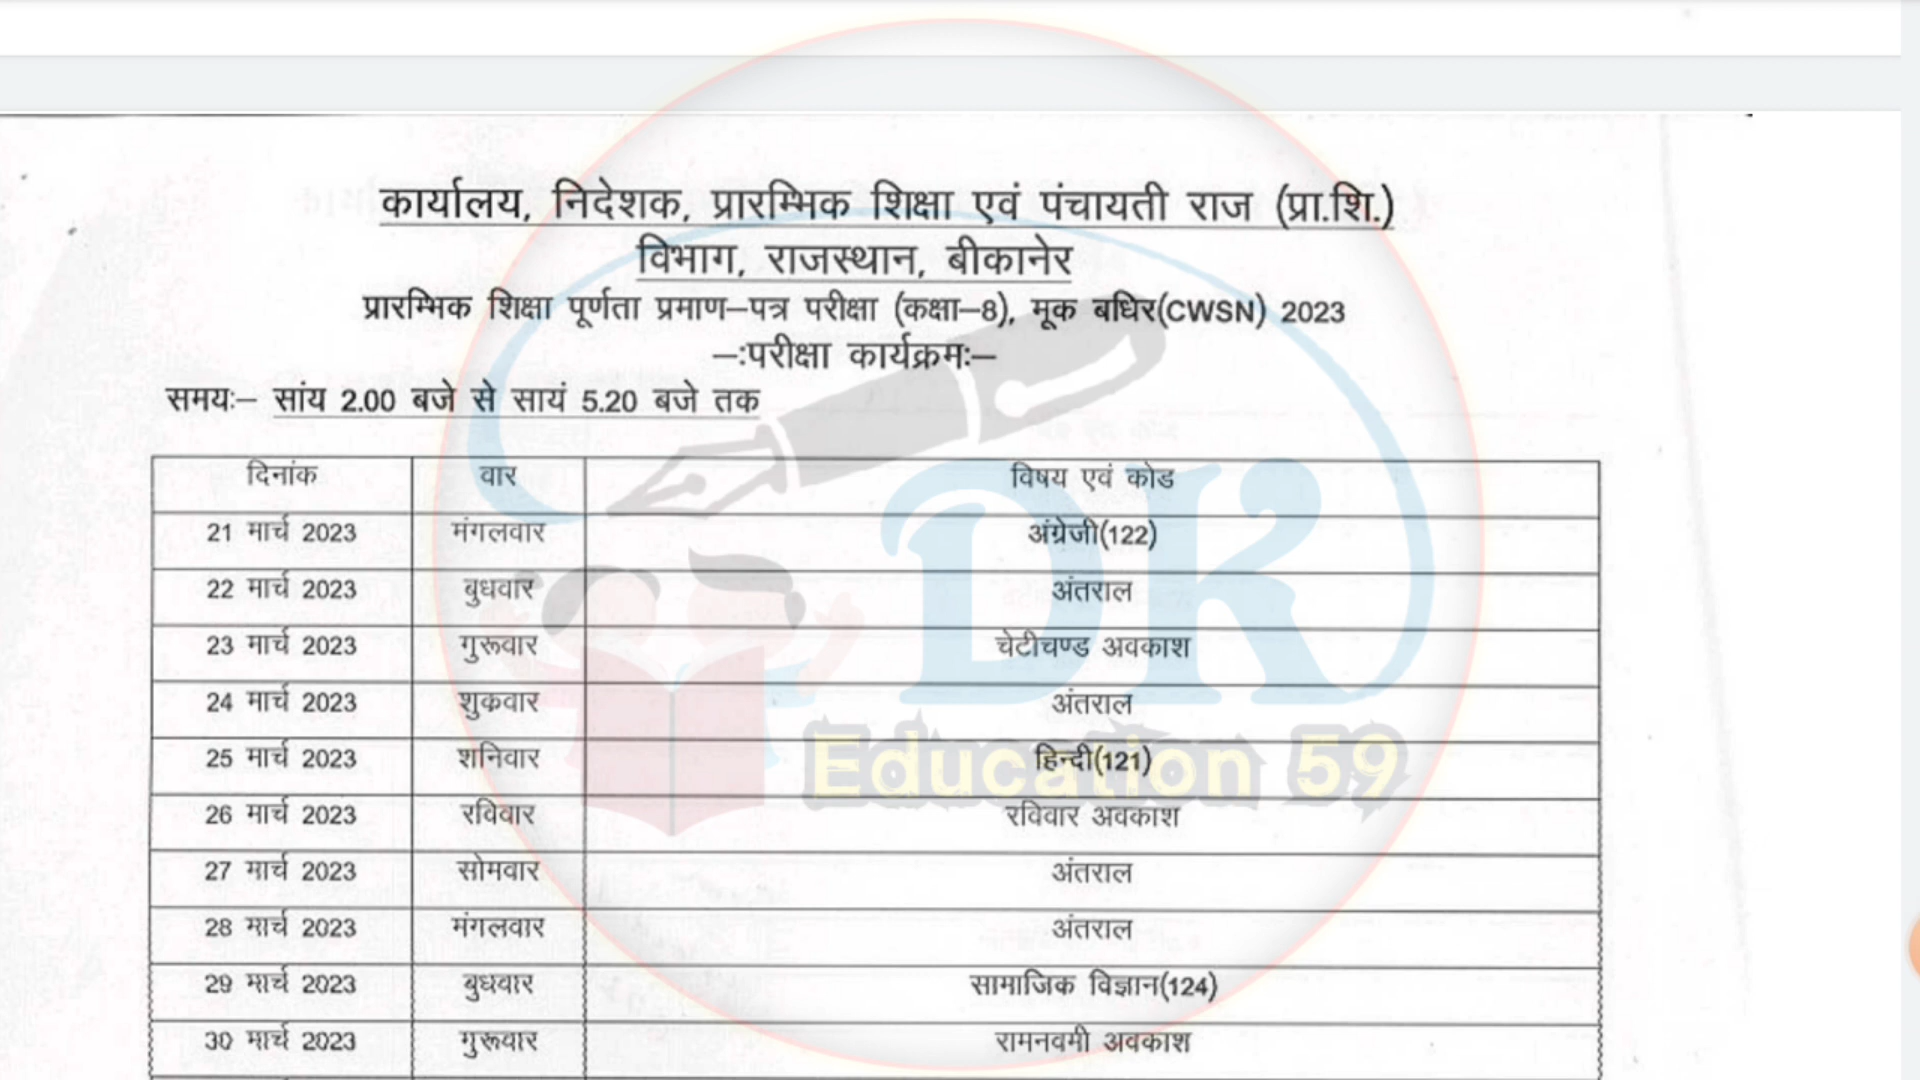 कार्यालय, निदेशक, प्रारम्भिक शिक्षा एवं पंचायती राज (प्रा.शि.)
विभाग, राजस्थान, बीकानेर
प्रारम्भिक शिक्षा पूर्णता प्रमाण–पत्र परीक्षा (कक्षा–8), मूक बधिर(CWSN) 2023
–:परीक्षा कार्यक्रम:–
समयः– सांय 2.00 बजे से सायं 5.20 बजे तक
दिनांक वार विषय एवं कोड
21 मार्च 2023 मंगलवार अंग्रेजी(122)
22 मार्च 2023 बुधवार अंतराल
23 मार्च 2023 गुरूवार चेटीचण्ड अवकाश
24 मार्च 2023 शुकवार अंतराल
25 मार्च 2023 शनिवार हिन्दी(121)
26 मार्च 2023 रविवार रविवार अवकाश
27 मार्च 2023 सोमवार अंतराल
28 मार्च 2023 मंगलवार अंतराल
29 मार्च 2023 बुधवार सामाजिक विज्ञान(124)
30 मार्च 2023 गुरूवार रामनवमी अवकाश
DK
Education 59